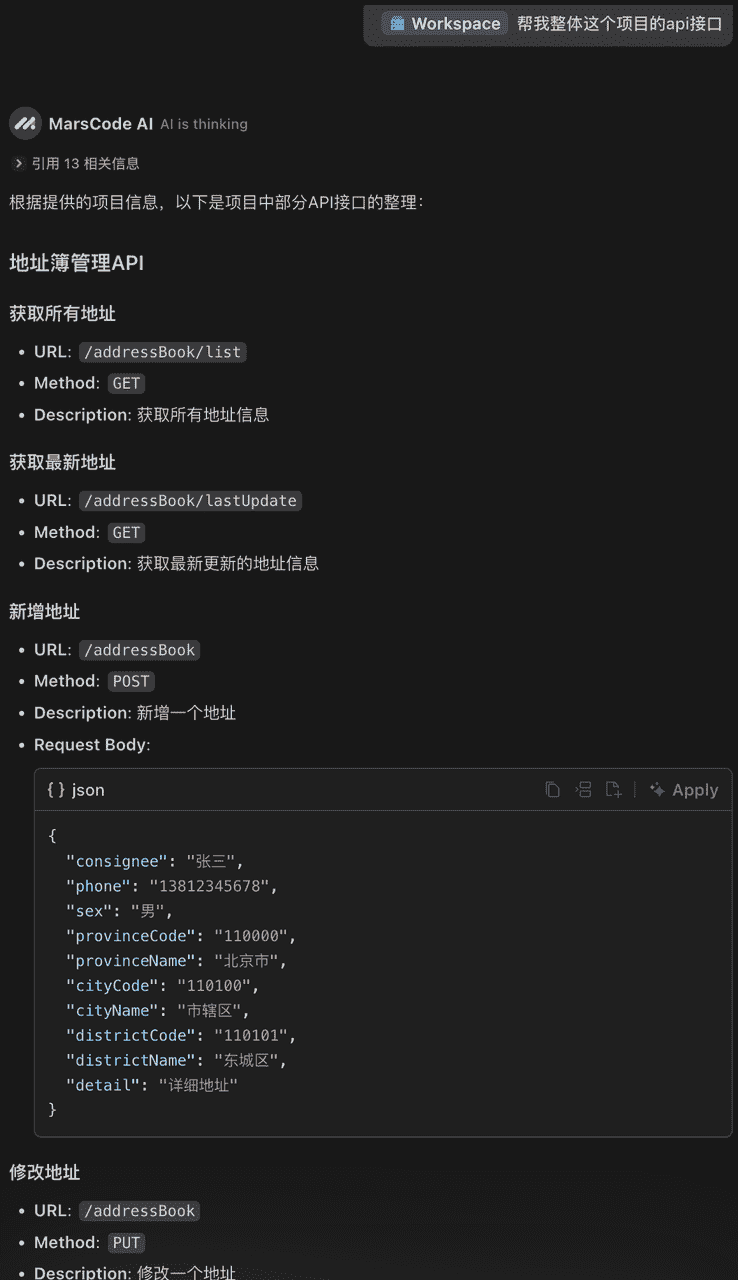 Workspace 帮我整体这个项目的api接口
MarsCode AI AI is thinking
引用 13 相关信息
根据提供的项目信息，以下是项目中部分API接口的整理：
地址簿管理API
获取所有地址
• URL: /addressBook/list
• Method: GET
• Description: 获取所有地址信息
获取最新地址
• URL: /addressBook/lastUpdate
• Method: GET
• Description: 获取最新更新的地址信息
新增地址
• URL: /addressBook
• Method: POST
• Description: 新增一个地址
• Request Body:
{} json Apply
{
"consignee": "张三",
"phone": "13812345678",
"sex": "男",
"provinceCode": "110000",
"provinceName": "北京市",
"cityCode": "110100",
"cityName": "市辖区",
"districtCode": "110101",
"districtName": "东城区",
"detail": "详细地址"
}
修改地址
• URL: /addressBook
• Method: PUT
• Description: 修改一个地址